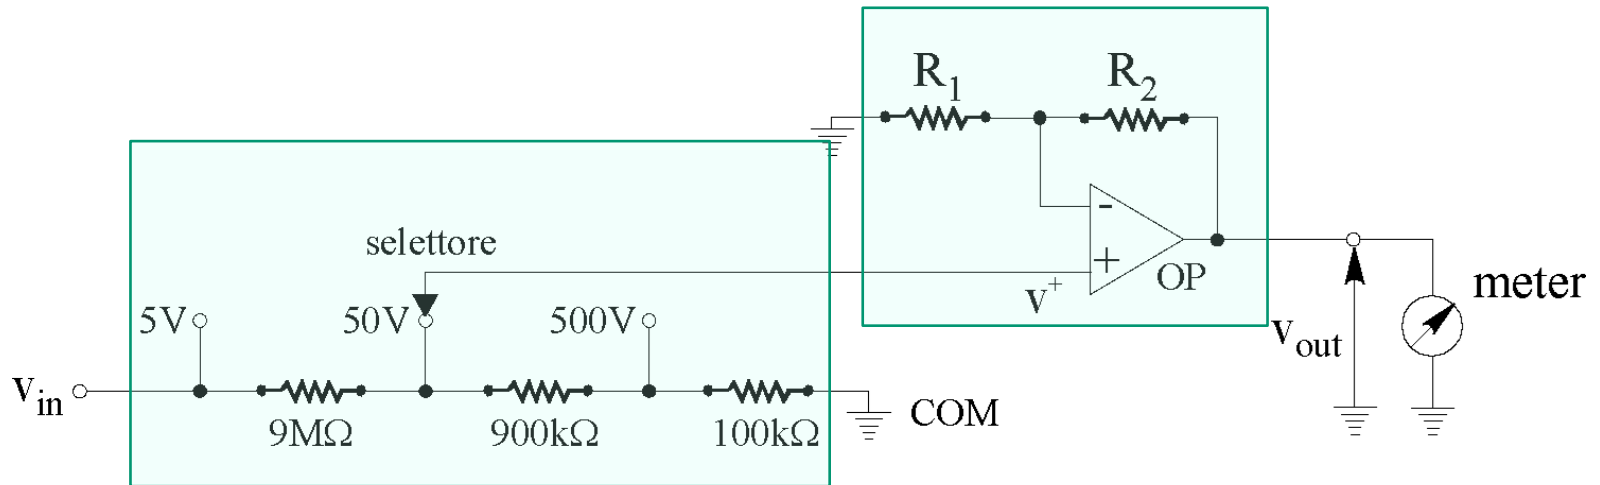 R1
R2
selettore
-
+
OP
v+
meter
5V
50V
500V
vout
vin
9MΩ
900kΩ
100kΩ
COM